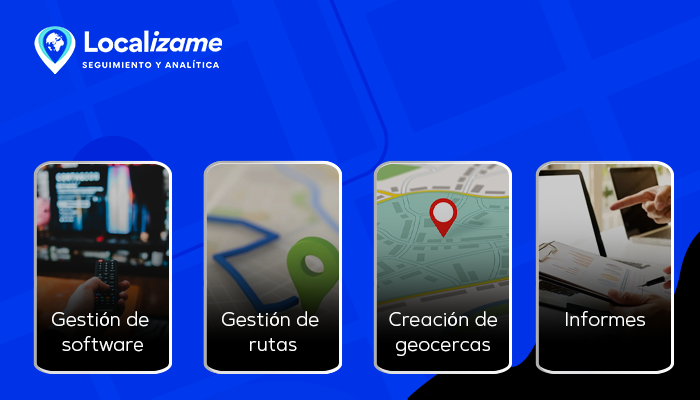 Localizame
SEGUIMIENTO Y ANALÍTICA
Gestión de
software
Gestión de
rutas
Creación de
geocercas
Informes